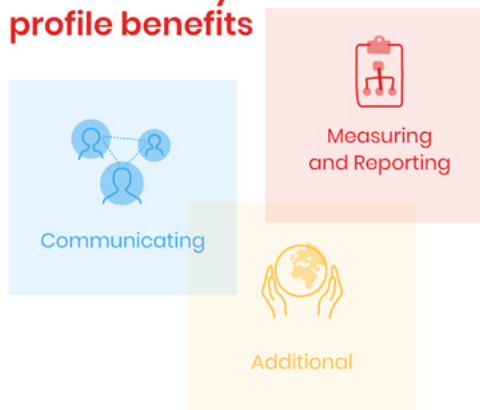 profile benefits
Measuring
and Reporting
Communicating
Additional